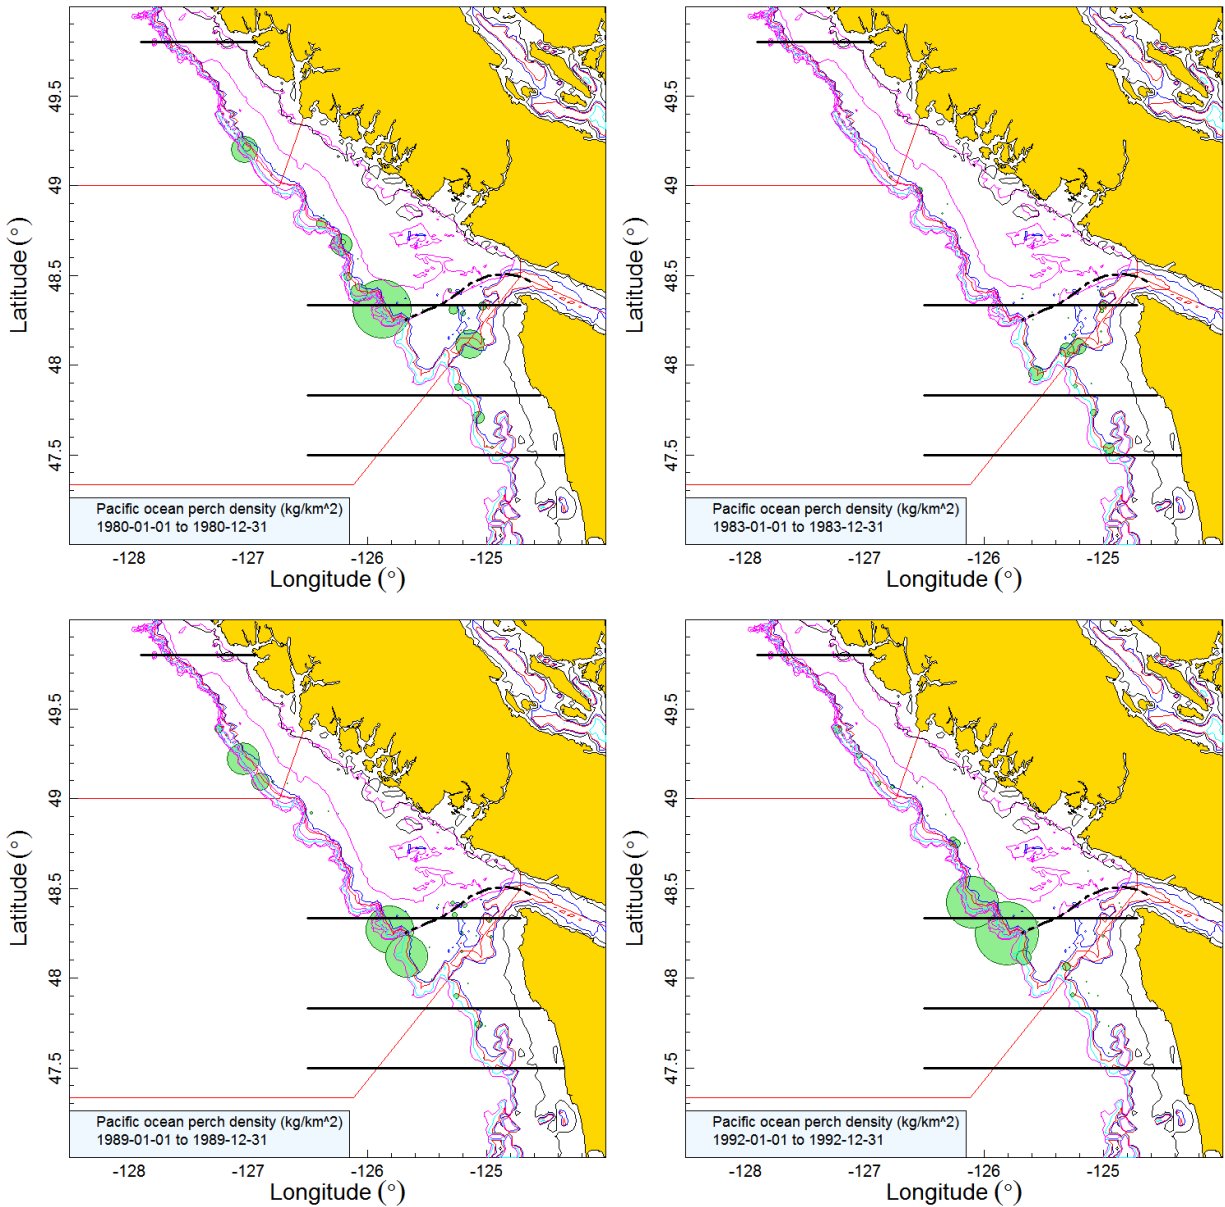 49.5
49
48.5
48
47.5
Latitude (°)
Pacific ocean perch density (kg/km^2)
1980-01-01 to 1980-12-31
-128
-127
-126
-125
Longitude (°)
49.5
49
48.5
48
47.5
Latitude (°)
Pacific ocean perch density (kg/km^2)
1983-01-01 to 1983-12-31
-128
-127
-126
-125
Longitude (°)
49.5
49
48.5
48
47.5
Latitude (°)
Pacific ocean perch density (kg/km^2)
1989-01-01 to 1989-12-31
-128
-127
-126
-125
Longitude (°)
49.5
49
48.5
48
47.5
Latitude (°)
Pacific ocean perch density (kg/km^2)
1992-01-01 to 1992-12-31
-128
-127
-126
-125
Longitude (°)